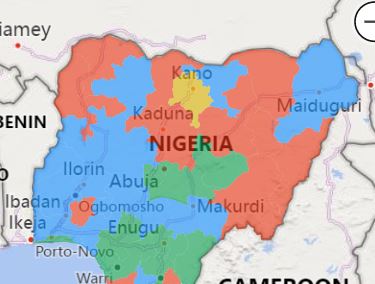 iamey
Kano
Maiduguri
Kaduna
BENIN
NIGERIA
Ilorin
Abuja
Ibadan
Ogbomosho
Makurdi
Ikeja
Enugu
Porto-Novo
Warri
CAMEROON